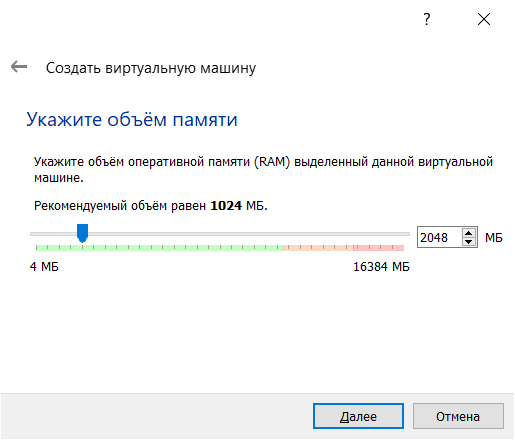 ?
Создать виртуальную машину
Укажите объём памяти
Укажите объём оперативной памяти (RAM) выделенный данной виртуальной
машине.
Рекомендуемый объём равен 1024 МБ.
2048 МБ
4 МБ 16384 МБ
Далее Отмена